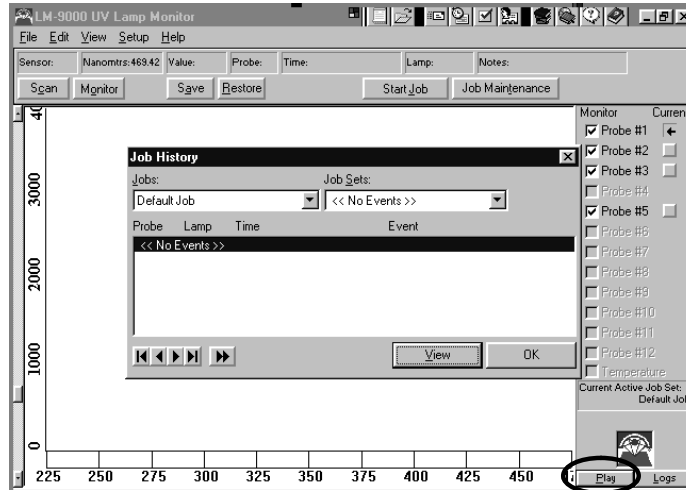 LM-9000 UV Lamp Monitor
File Edit View Setup Help
Sensor: Nanomtrs:469.42 Value: Probe: Time: Lamp: Notes:
Scan Monitor Save Restore Start Job Job Maintenance
Monitor Curren
Probe #1
Probe #2
Probe #3
Probe #4
Probe #5
Probe #6
Probe #7
Probe #8
Probe #9
Probe #10
Probe #11
Probe #12
Temperature
Current Active Job Set:
Default Jol
Play Logs
Job History
Jobs: Job Sets:
Default Job << No Events >>
Probe Lamp Time Event
<< No Events >>
View OK
40
3000
2000
1000
0
225 250 275 300 325 350 375 400 425 450